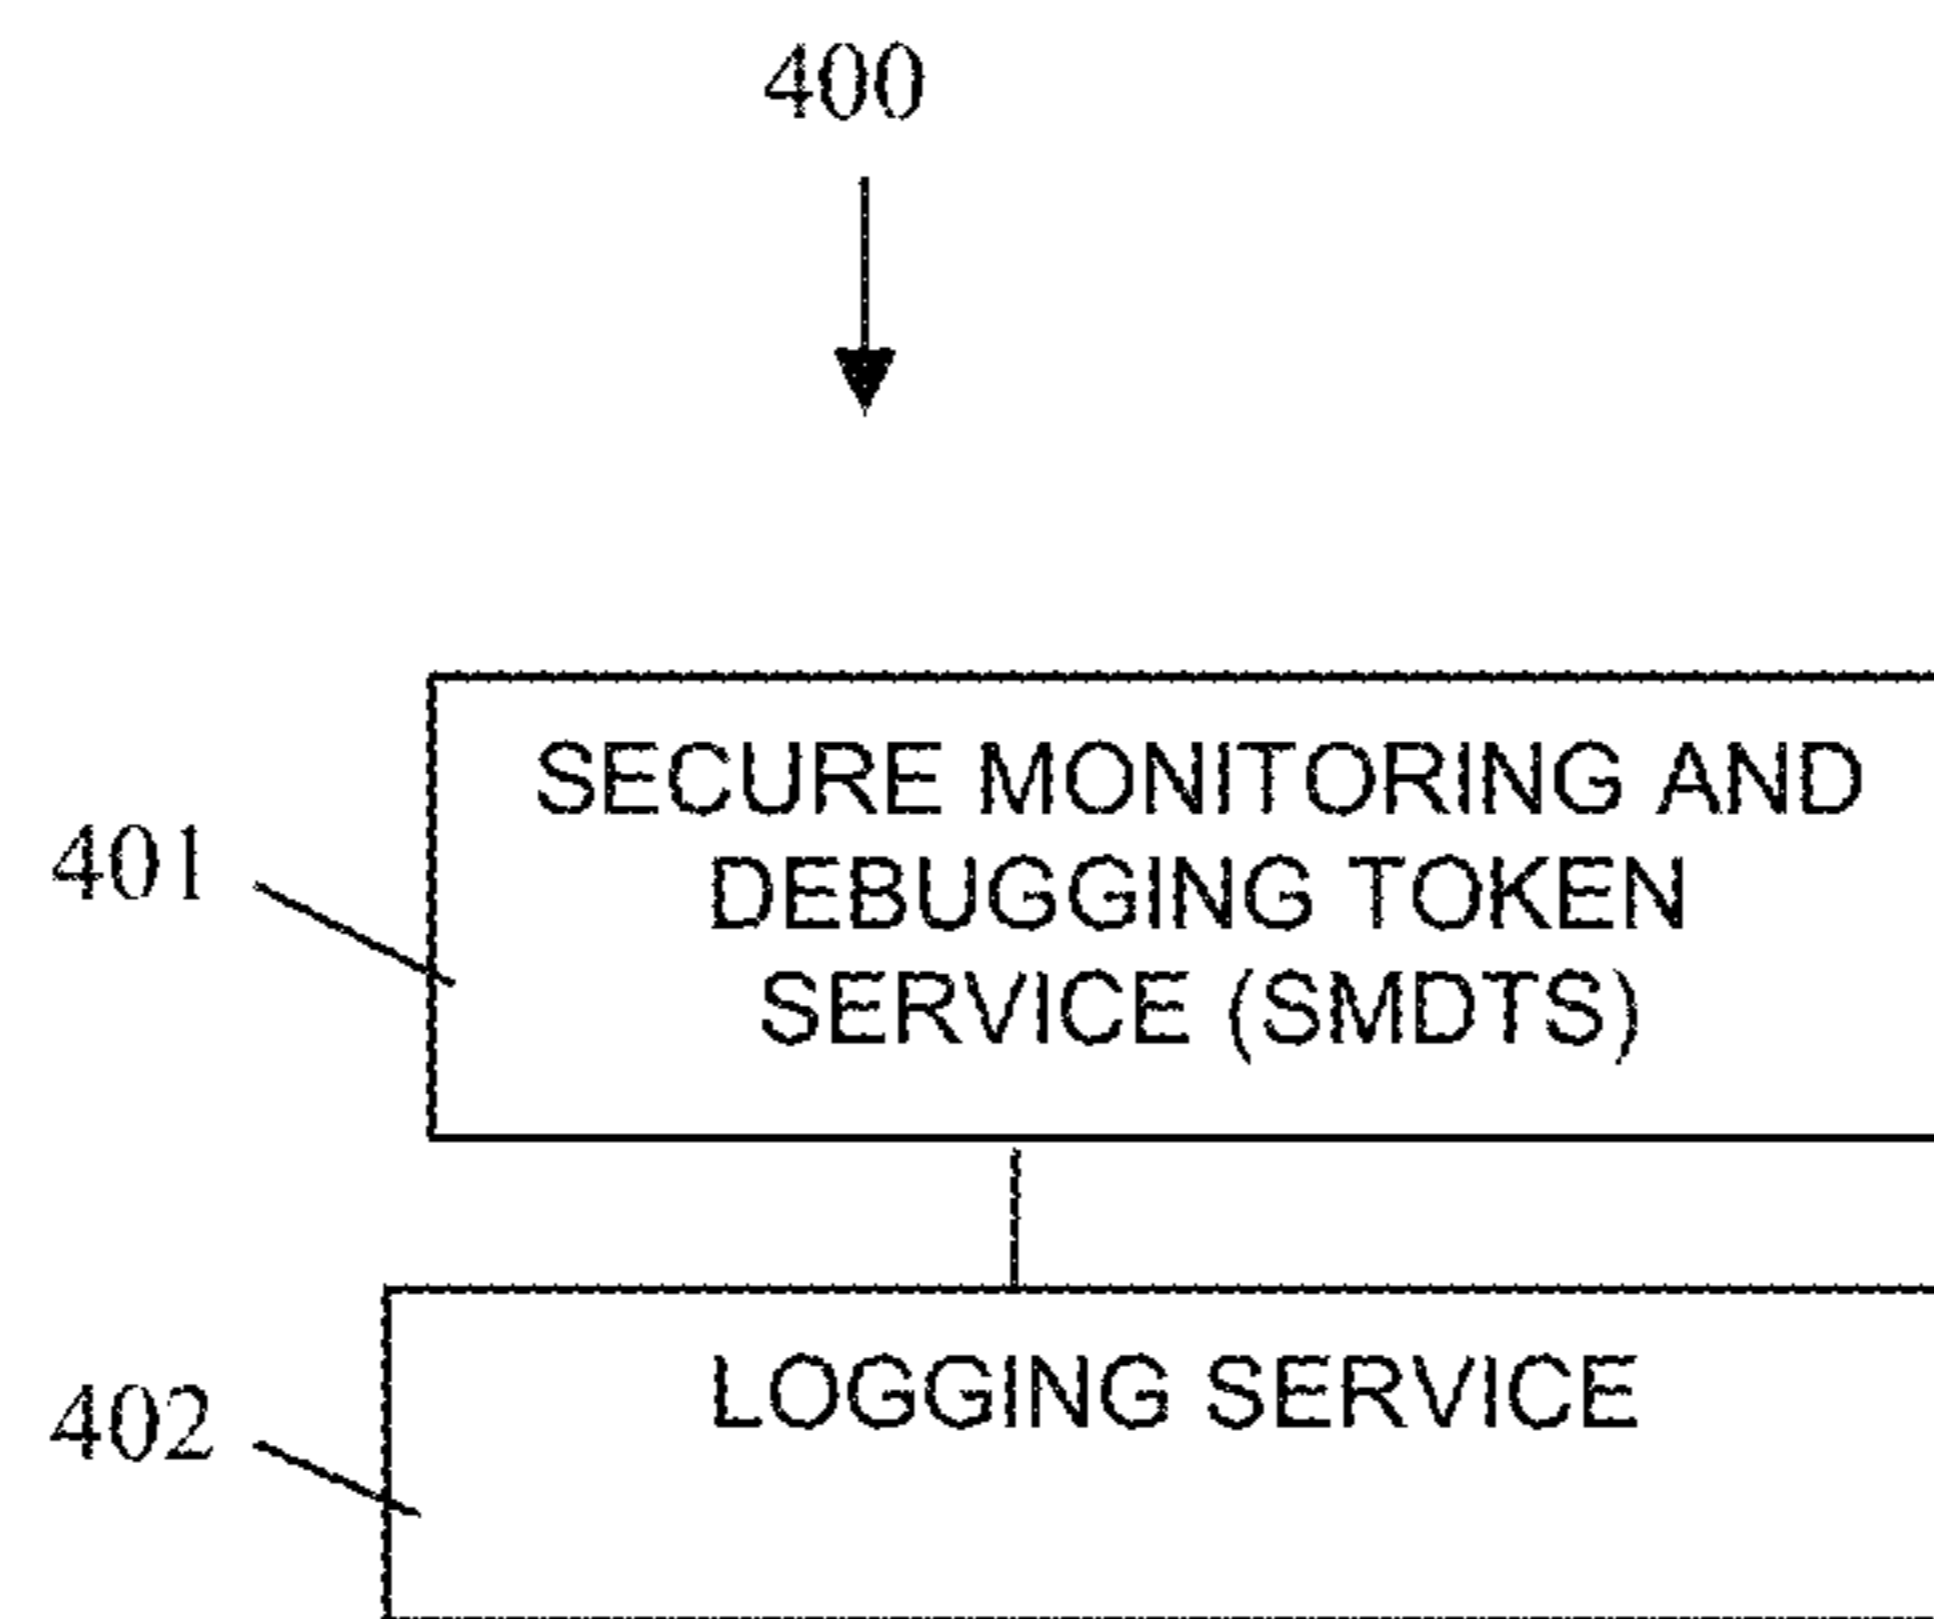 400
SECURE MONITORING AND
401
DEBUGGING TOKEN
SERVICE (SMDTS)
LOGGING SERVICE
402